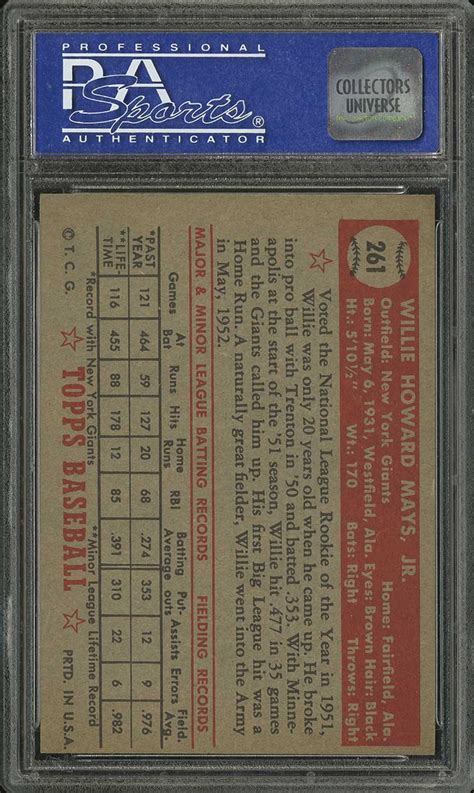 PROFESSIONAL
PSA
Sports®
AUTHENTICATOR
COLLECTORS
UNIVERSE
261
WILLIE HOWARD MAYS, JR.
Outfield: New York Giants Home: Fairfield, Ala.
Born: May 6, 1931, Westfield, Ala. Eyes: Brown Hair: Black
Ht.: 5'10½" Wt.: 170 Bats: Right Throws: Right
Voted the National League Rookie of the Year in 1951,
Willie was only 20 years old when he came up. He broke
into pro ball with Trenton in '50 and batted .353. With Minne-
apolis at the start of the '51 season, Willie hit .477 in 35 games
and the Giants called him up. His first Big League hit was a
Home Run. A naturally great fielder, Willie went into the Army
in May, 1952.
MAJOR & MINOR LEAGUE BATTING RECORDS FIELDING RECORDS
Games At Bat Runs Hits Home Runs RBI Batting Average Put-outs Assists Errors Field. Avg.
*PAST YEAR 121 464 59 127 20 68 .274 353 12 9 .976
**LIFE-TIME 116 455 88 178 12 85 .391 310 22 6 .982
*Record with New York Giants **Minor League Lifetime Record
© T. C. G. TOPPS BASEBALL PRTD. IN U.S.A.